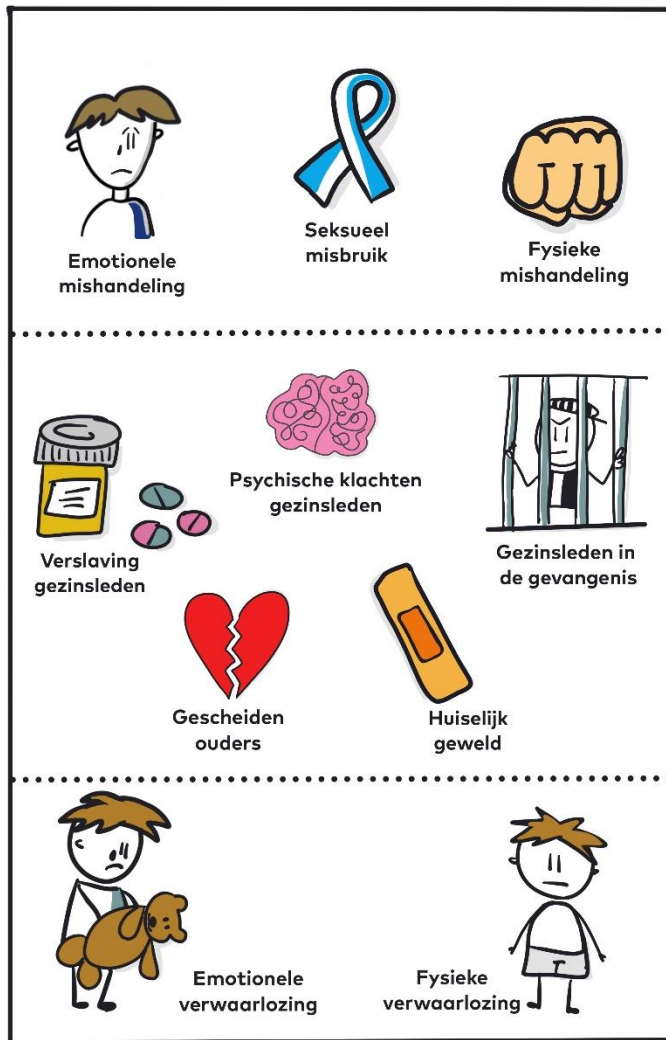 Emotionele
mishandeling
Seksueel
misbruik
Fysieke
mishandeling
Psychische klachten
gezinsleden
Verslaving
gezinsleden
Gezinsleden in
de gevangenis
Gescheiden
ouders
Huiselijk
geweld
Emotionele
verwaarlozing
Fysieke
verwaarlozing